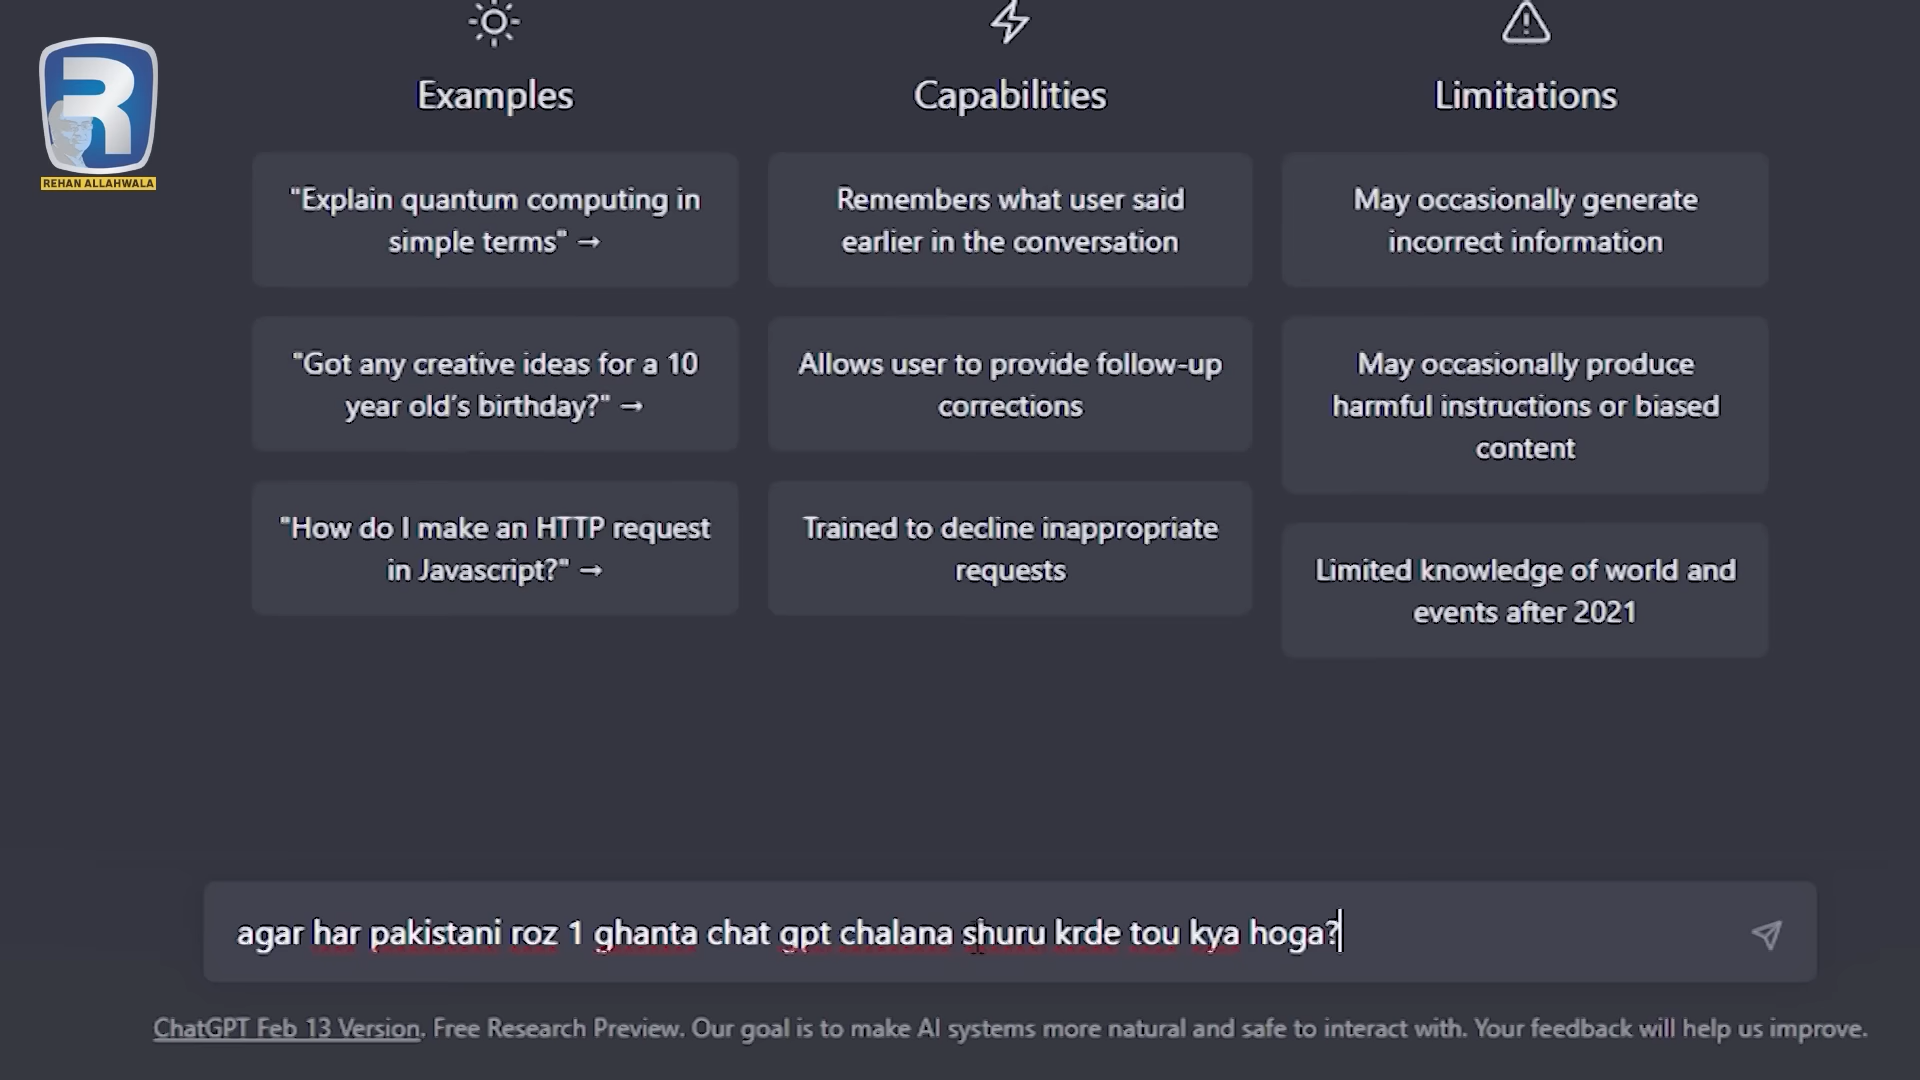 REHAN ALLAHWALA
Examples
"Explain quantum computing in
simple terms" →
"Got any creative ideas for a 10
year old's birthday?" →
"How do I make an HTTP request
in Javascript?" →
Capabilities
Remembers what user said
earlier in the conversation
Allows user to provide follow-up
corrections
Trained to decline inappropriate
requests
Limitations
May occasionally generate
incorrect information
May occasionally produce
harmful instructions or biased
content
Limited knowledge of world and
events after 2021
agar har pakistani roz 1 ghanta chat gpt chalana shuru krde tou kya hoga?
ChatGPT Feb 13 Version. Free Research Preview. Our goal is to make AI systems more natural and safe to interact with. Your feedback will help us improve.